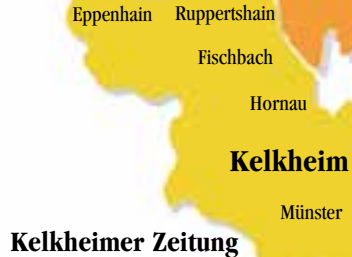 Eppenhain Ruppertshain
Fischbach
Hornau
Kelkheim
Münster
Kelkheimer Zeitung